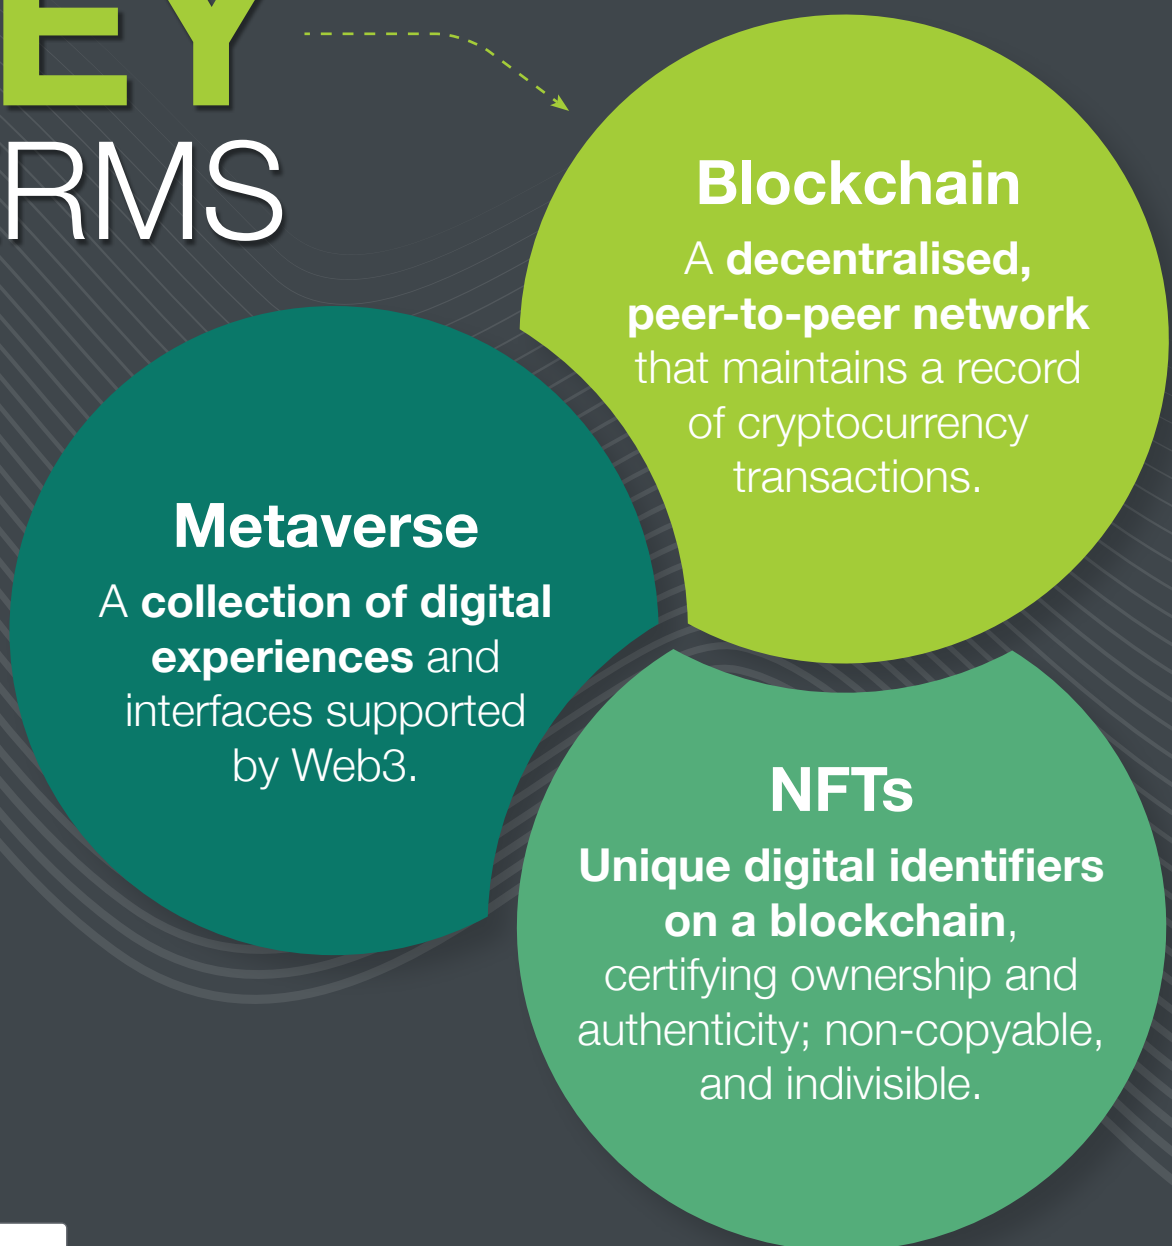 EY
RMS
Blockchain
A decentralised,
peer-to-peer network
that maintains a record
of cryptocurrency
transactions.
Metaverse
A collection of digital
experiences and
interfaces supported
by Web3.
NFTs
Unique digital identifiers
on a blockchain,
certifying ownership and
authenticity; non-copyable,
and indivisible.